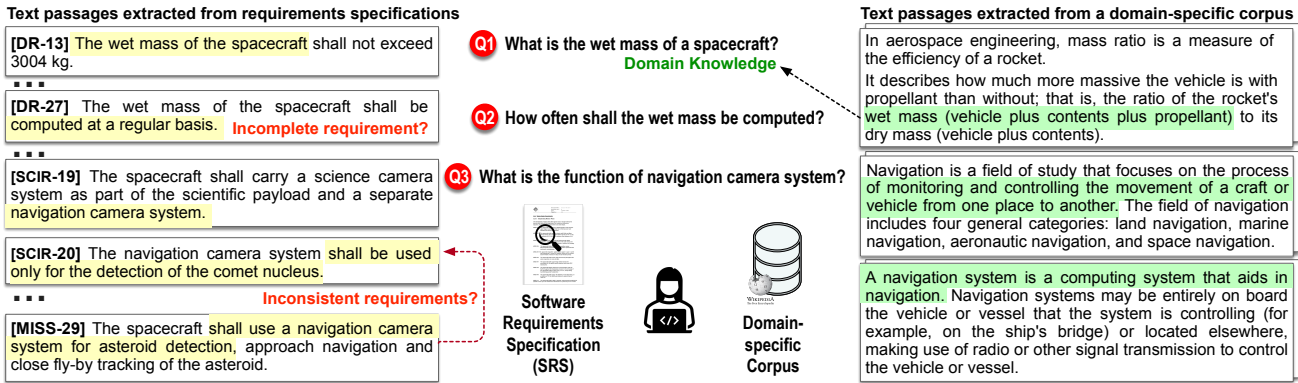 Text passages extracted from requirements specifications
[DR-13] The wet mass of the spacecraft shall not exceed
3004 kg.
...
[DR-27] The wet mass of the spacecraft shall be
computed at a regular basis. Incomplete requirement?
...
[SCIR-19] The spacecraft shall carry a science camera
system as part of the scientific payload and a separate
navigation camera system.
[SCIR-20] The navigation camera system shall be used
only for the detection of the comet nucleus.
...
Inconsistent requirements?
[MISS-29] The spacecraft shall use a navigation camera
system for asteroid detection, approach navigation and
close fly-by tracking of the asteroid.
Q1 What is the wet mass of a spacecraft?
Domain Knowledge
Q2 How often shall the wet mass be computed?
Q3 What is the function of navigation camera system?
Software
Requirements
Specification
(SRS)
</>
WIKIPEDIA
Domain-
specific
Corpus
Text passages extracted from a domain-specific corpus
In aerospace engineering, mass ratio is a measure of
the efficiency of a rocket.
It describes how much more massive the vehicle is with
propellant than without; that is, the ratio of the rocket's
wet mass (vehicle plus contents plus propellant) to its
dry mass (vehicle plus contents).
Navigation is a field of study that focuses on the process
of monitoring and controlling the movement of a craft or
vehicle from one place to another. The field of navigation
includes four general categories: land navigation, marine
navigation, aeronautic navigation, and space navigation.
A navigation system is a computing system that aids in
navigation. Navigation systems may be entirely on board
the vehicle or vessel that the system is controlling (for
example, on the ship's bridge) or located elsewhere,
making use of radio or other signal transmission to control
the vehicle or vessel.